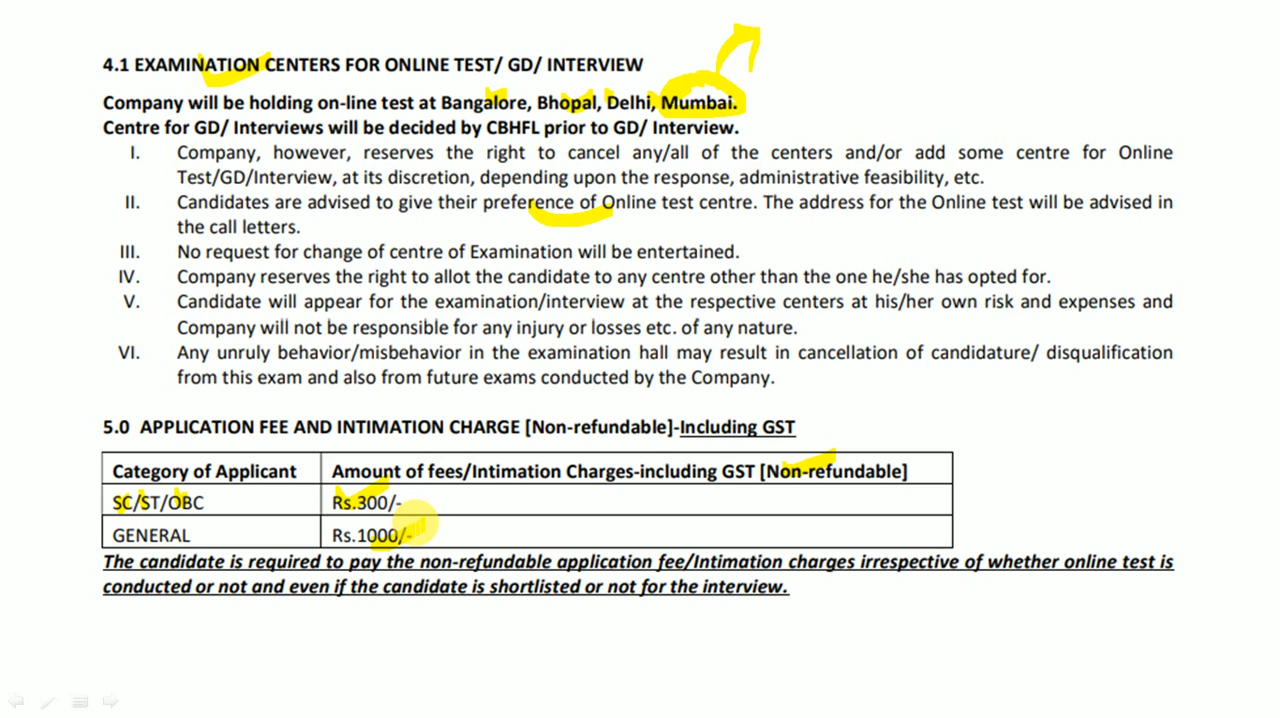 4.1 EXAMINATION CENTERS FOR ONLINE TEST/ GD/ INTERVIEW
Company will be holding on-line test at Bangalore, Bhopal, Delhi, Mumbai.
Centre for GD/ Interviews will be decided by CBHFL prior to GD/ Interview.
I. Company, however, reserves the right to cancel any/all of the centers and/or add some centre for Online
Test/GD/Interview, at its discretion, depending upon the response, administrative feasibility, etc.
II. Candidates are advised to give their preference of Online test centre. The address for the Online test will be advised in
the call letters.
III. No request for change of centre of Examination will be entertained.
IV. Company reserves the right to allot the candidate to any centre other than the one he/she has opted for.
V. Candidate will appear for the examination/interview at the respective centers at his/her own risk and expenses and
Company will not be responsible for any injury or losses etc. of any nature.
VI. Any unruly behavior/misbehavior in the examination hall may result in cancellation of candidature/ disqualification
from this exam and also from future exams conducted by the Company.
5.0 APPLICATION FEE AND INTIMATION CHARGE [Non-refundable]-Including GST
Category of Applicant Amount of fees/Intimation Charges-including GST [Non-refundable]
SC/ST/OBC Rs.300/-
GENERAL Rs.1000/-
The candidate is required to pay the non-refundable application fee/Intimation charges irrespective of whether online test is
conducted or not and even if the candidate is shortlisted or not for the interview.